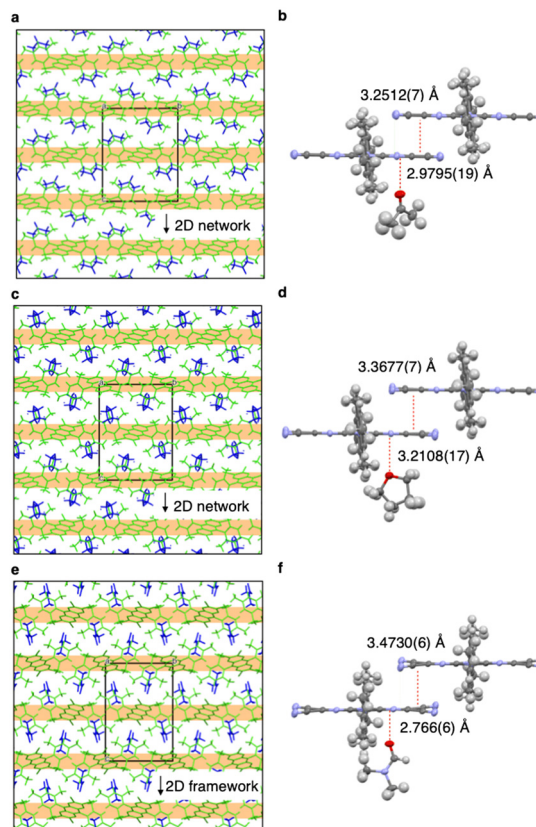 a
b
3.2512(7) Å
2.9795(19) Å
2D network
c
d
3.3677(7) Å
3.2108(17) Å
2D network
e
f
3.4730(6) Å
2.766(6) Å
2D framework